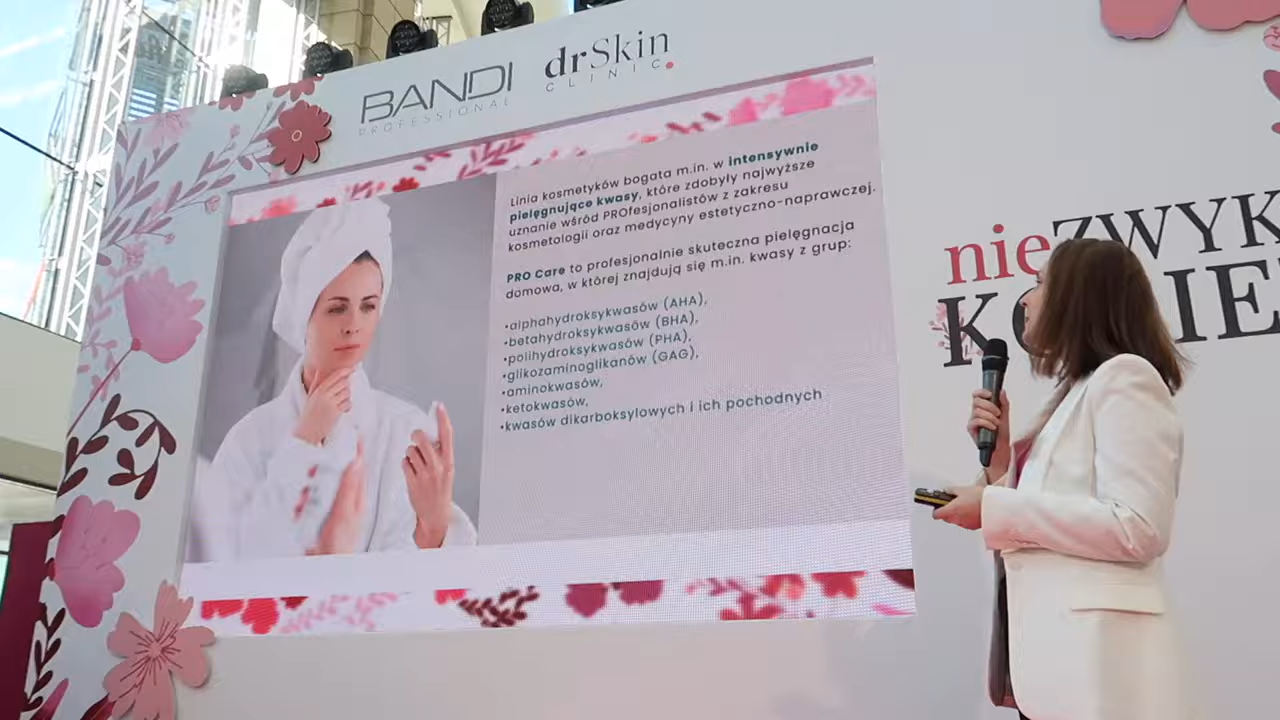 BANDI
PROFESSIONAL
drSkin
CLINIC
Linia kosmetyków bogata m.in. w intensywnie
pielęgnujące kwasy, które zdobyły najwyższe
uznanie wśród PROfesjonalistów z zakresu
kosmetologii oraz medycyny estetyczno-naprawczej.
PRO Care to profesjonalnie skuteczna pielęgnacja
domowa, w której znajdują się m.in. kwasy z grup:
•alphahydroksykwasów (AHA),
•betahydroksykwasów (BHA),
•polihydroksykwasów (PHA),
•glikozaminoglikanów (GAG),
•aminokwasów,
•ketokwasów,
•kwasów dikarboksylowych i ich pochodnych
nieZWYK